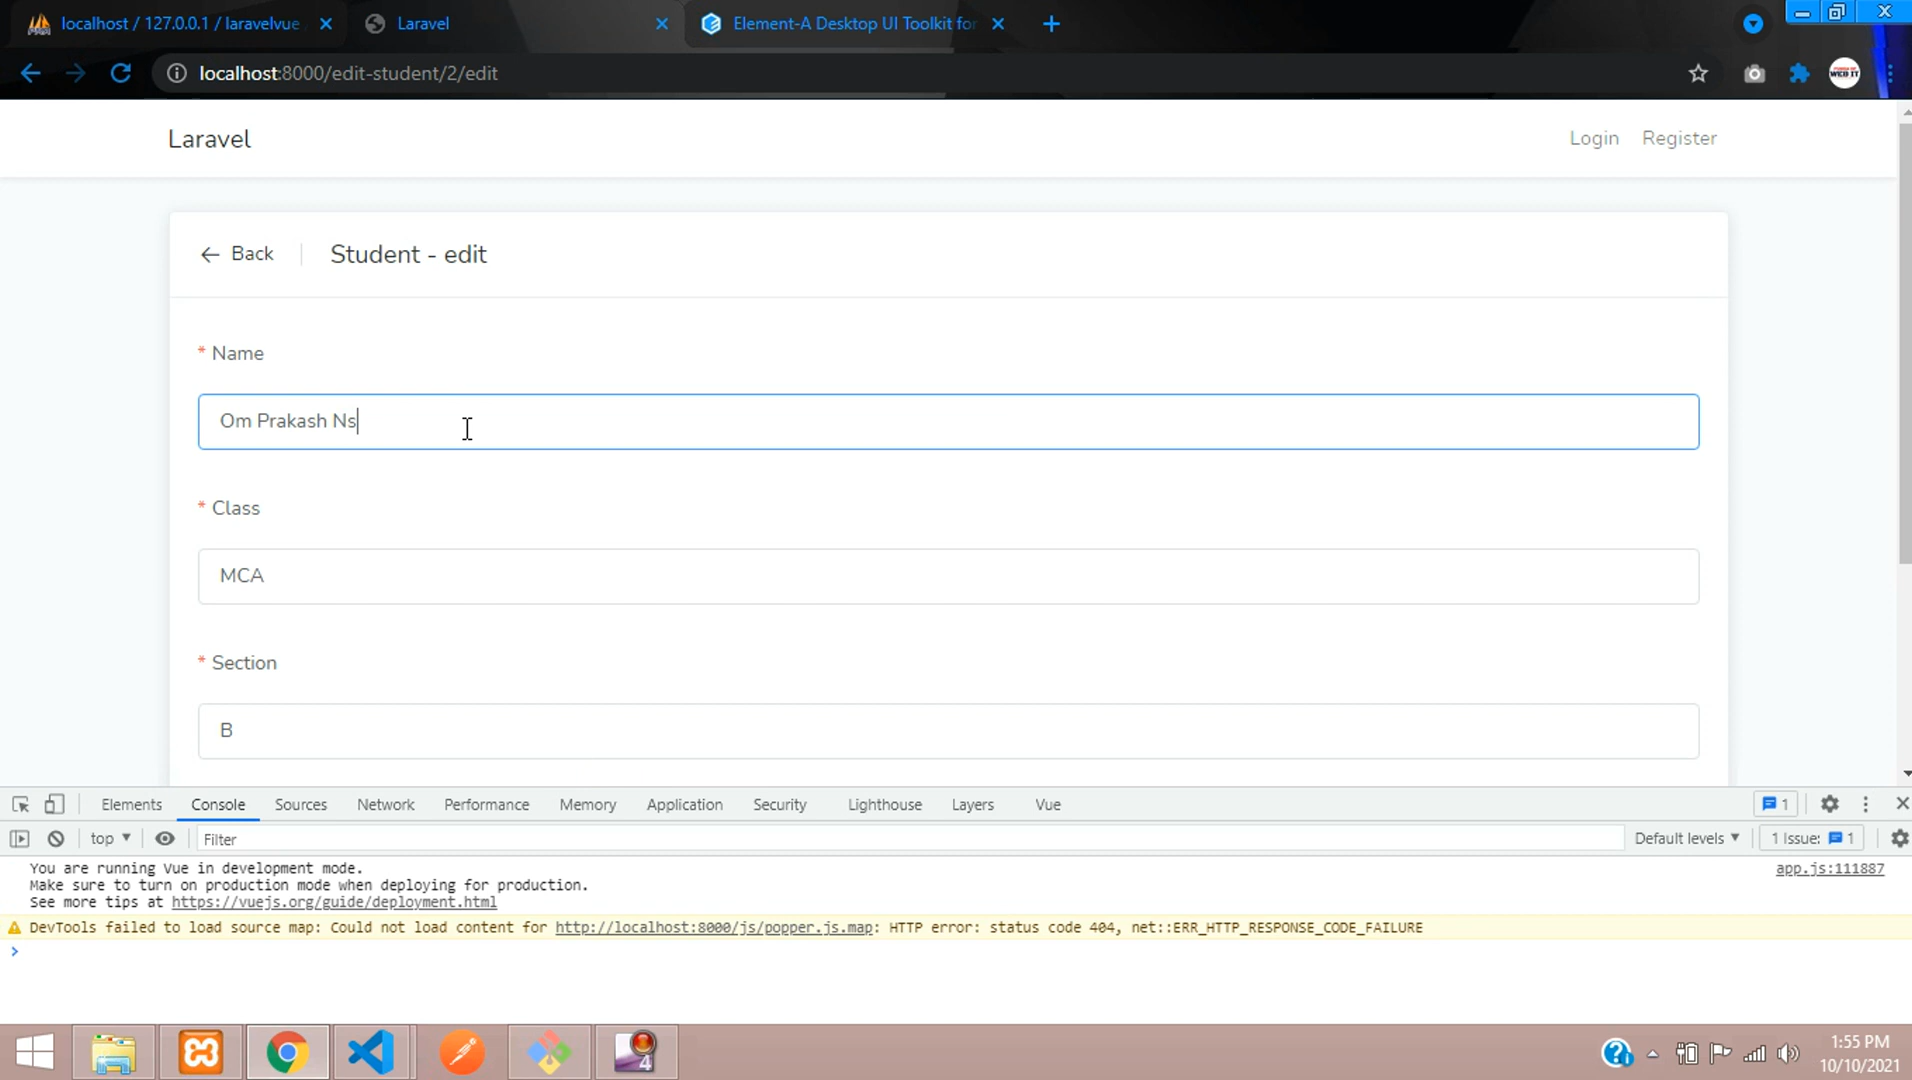 localhost / 127.0.0.1 / laravelvue
Laravel
Element-A Desktop UI Toolkit for
localhost:8000/edit-student/2/edit
WEB IT
Laravel
Login
Register
Back
Student - edit
* Name
Om Prakash Ns
* Class
MCA
* Section
B
Elements
Console
Sources
Network
Performance
Memory
Application
Security
Lighthouse
Layers
Vue
1
top
Filter
Default levels
1 Issue: 1
You are running Vue in development mode.
app.js:111887
Make sure to turn on production mode when deploying for production.
See more tips at https://vuejs.org/guide/deployment.html
DevTools failed to load source map: Could not load content for http://localhost:8000/js/popper.js.map: HTTP error: status code 404, net::ERR_HTTP_RESPONSE_CODE_FAILURE
4
1:55 PM
10/10/2021